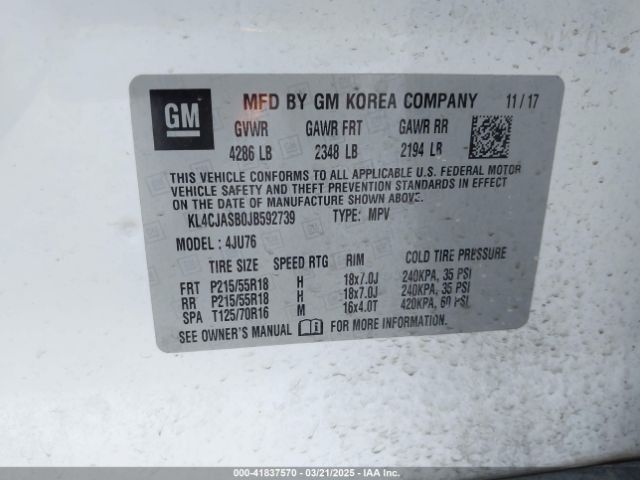 GM MFD BY GM KOREA COMPANY 11/17
GVWR GAWR FRT GAWR RR
4286 LB 2348 LB 2194 LB
THIS VEHICLE CONFORMS TO ALL APPLICABLE U.S. FEDERAL MOTOR
VEHICLE SAFETY AND THEFT PREVENTION STANDARDS IN EFFECT
ON THE DATE OF MANUFACTURE SHOWN ABOVE.
KL4CJASB0JB592739 TYPE: MPV
MODEL: 4JU76
TIRE SIZE SPEED RTG RIM COLD TIRE PRESSURE
FRT P215/55R18 H 18x7.0J 240KPA, 35 PSI
RR P215/55R18 H 18x7.0J 240KPA, 35 PSI
SPA T125/70R16 M 16x4.0T 420KPA, 60 PSI
SEE OWNER'S MANUAL FOR MORE INFORMATION.
000-41837570 - 03/21/2025 - IAA Inc.